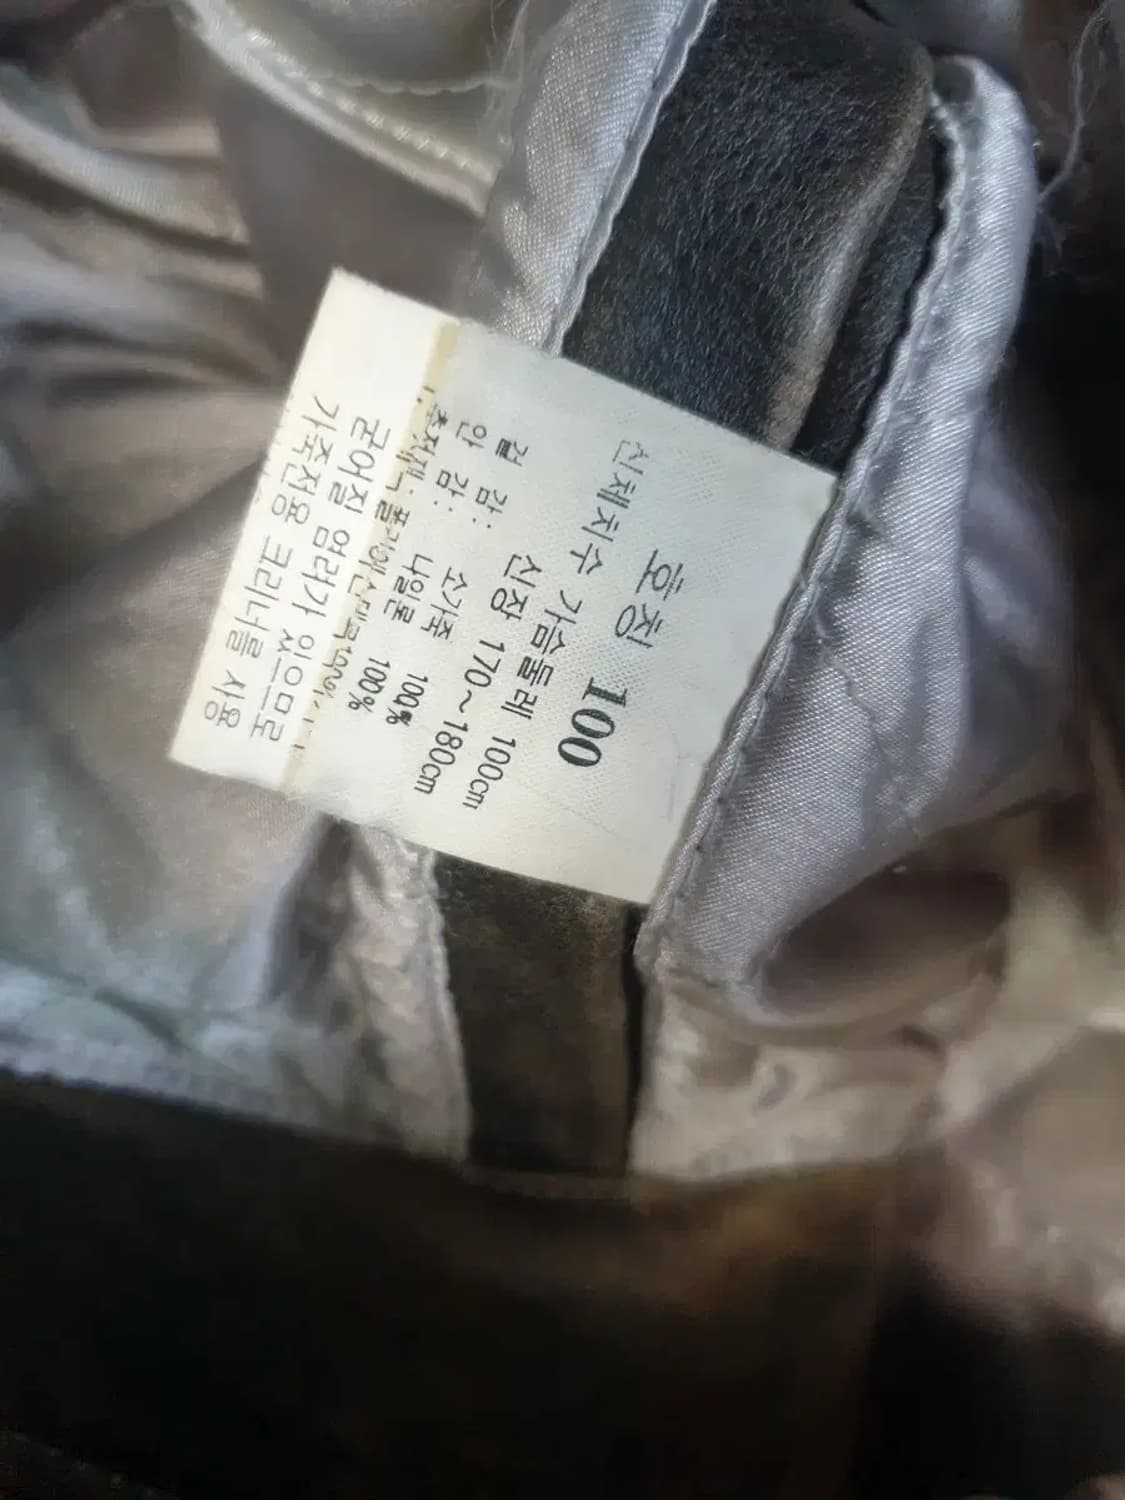 호칭 100
신체치수 가슴둘레 100cm
신장 170~180cm
겉 감: 소가죽 100%
안 감: 나일론 100%
굳어질 염려가 있으므로
가죽전용 크리너를 사용